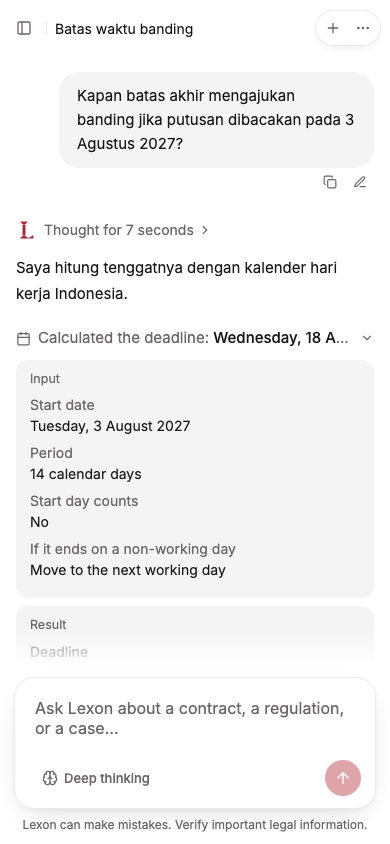 Batas waktu banding
Kapan batas akhir mengajukan
banding jika putusan dibacakan pada 3
Agustus 2027?
L
Thought for 7 seconds
Saya hitung tenggatnya dengan kalender hari
kerja Indonesia.
Calculated the deadline: Wednesday, 18 A...
Input
Start date
Tuesday, 3 August 2027
Period
14 calendar days
Start day counts
No
If it ends on a non-working day
Move to the next working day
Result
Deadline
Ask Lexon about a contract, a regulation,
or a case...
Deep thinking
Lexon can make mistakes. Verify important legal information.